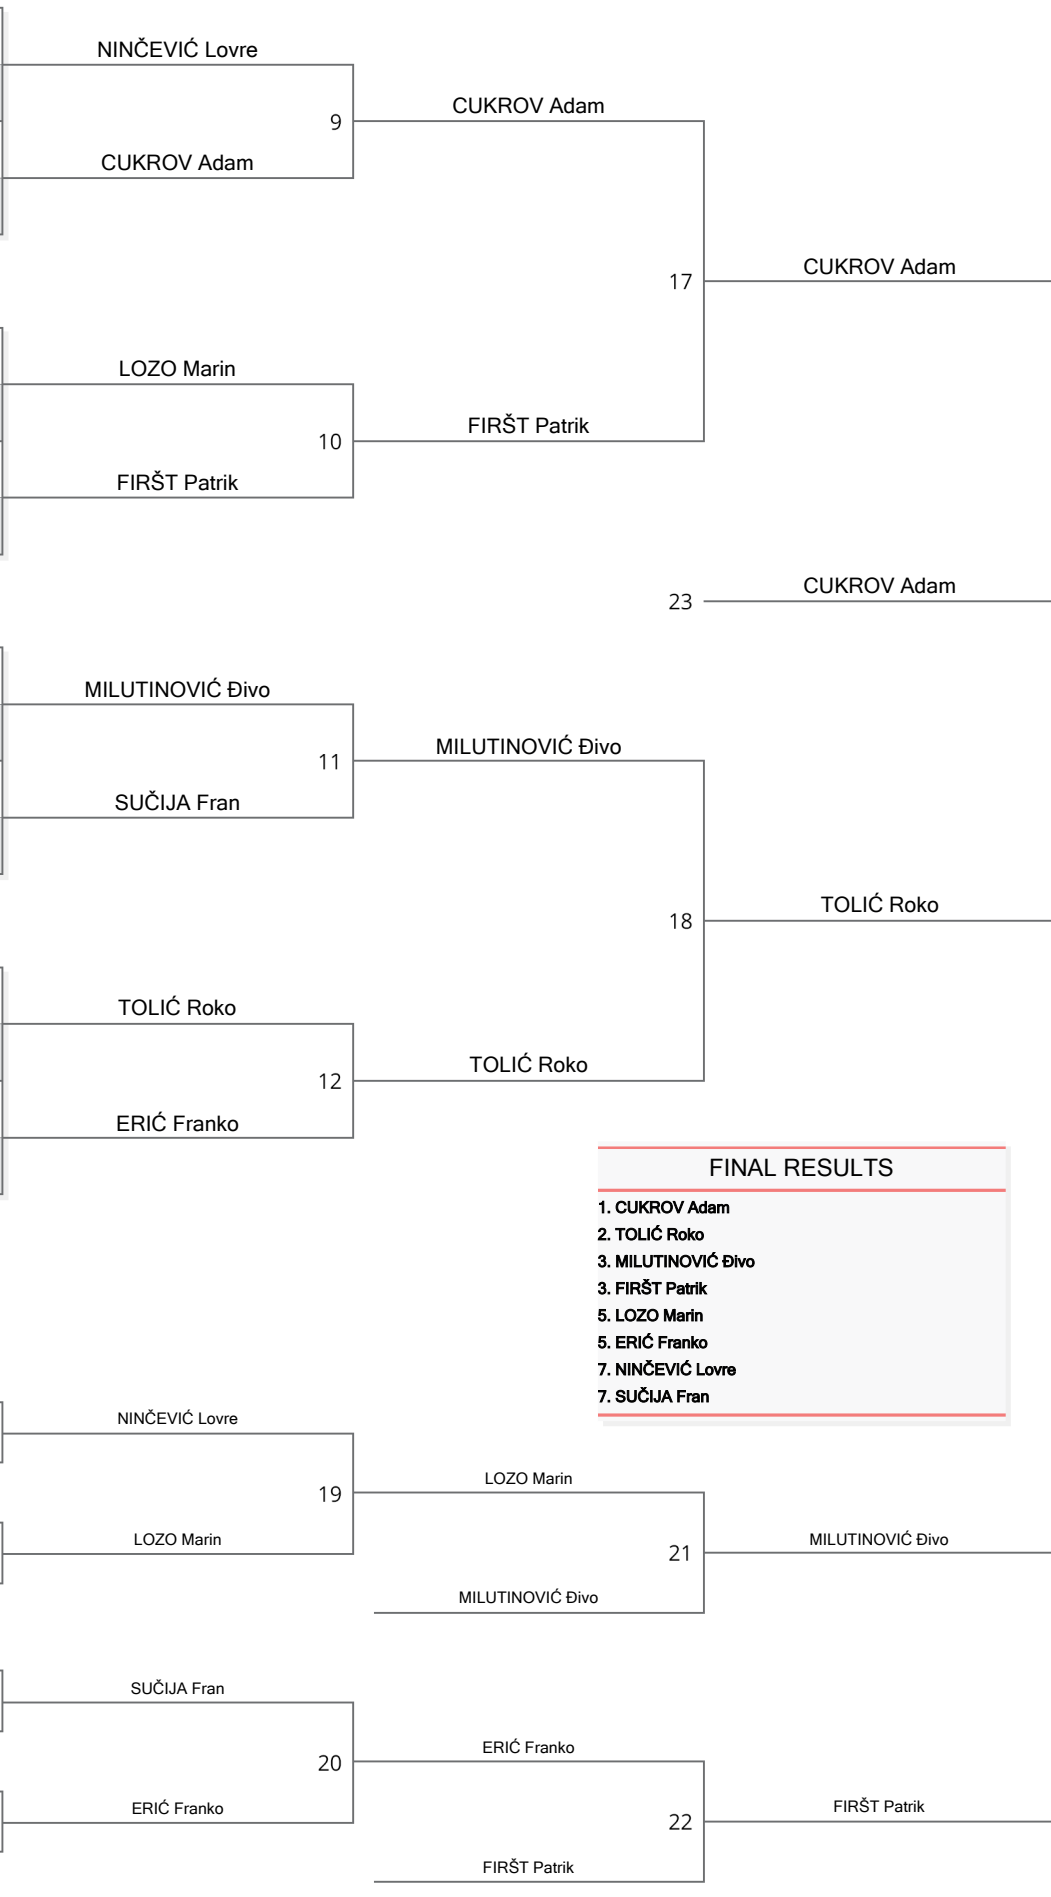 NINČEVIĆ Lovre
CUKROV Adam
9
CUKROV Adam
17
CUKROV Adam
LOZO Marin
FIRŠT Patrik
10
FIRŠT Patrik
CUKROV Adam
23
MILUTINOVIĆ Đivo
MILUTINOVIĆ Đivo
11
SUČIJA Fran
TOLIĆ Roko
18
TOLIĆ Roko
TOLIĆ Roko
12
ERIĆ Franko
FINAL RESULTS
1. CUKROV Adam
2. TOLIĆ Roko
3. MILUTINOVIĆ Đivo
3. FIRŠT Patrik
5. LOZO Marin
5. ERIĆ Franko
7. NINČEVIĆ Lovre
7. SUČIJA Fran
NINČEVIĆ Lovre
LOZO Marin
19
LOZO Marin
MILUTINOVIĆ Đivo
21
MILUTINOVIĆ Đivo
SUČIJA Fran
ERIĆ Franko
20
ERIĆ Franko
FIRŠT Patrik
22
FIRŠT Patrik